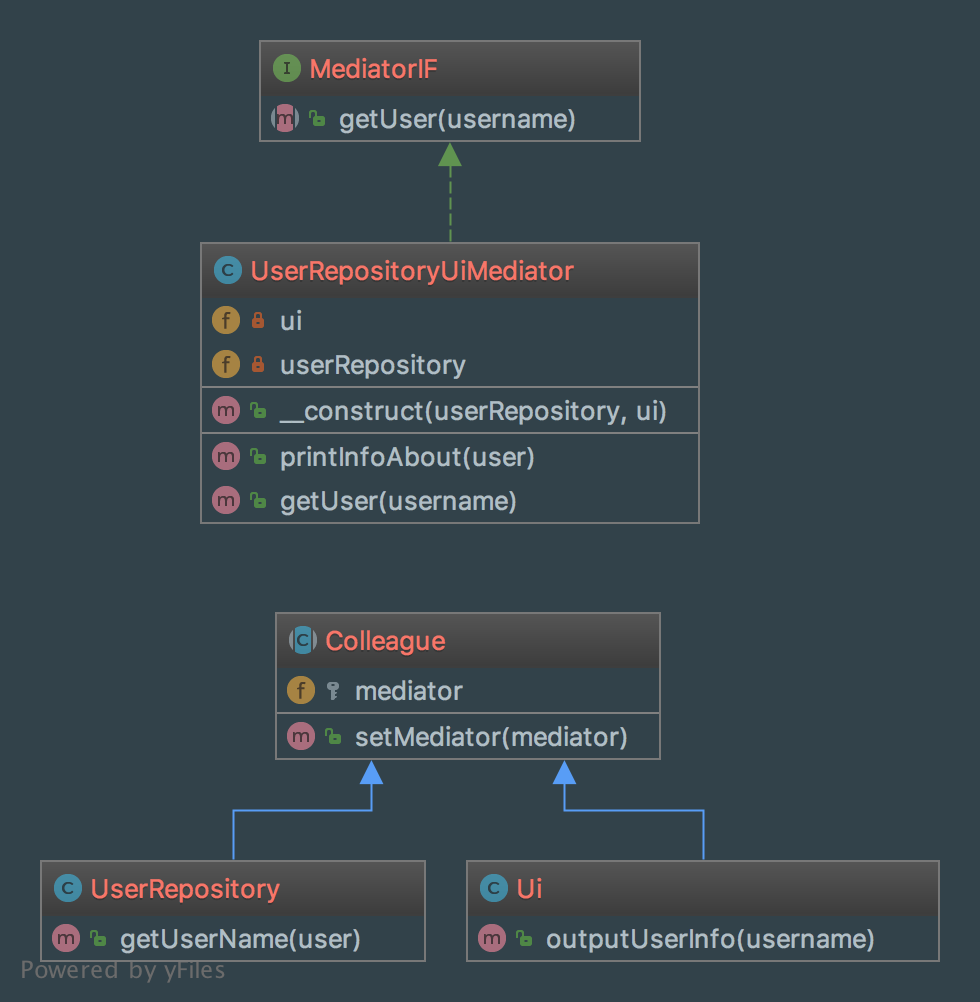 I MediatorIF
m getUser(username)
C UserRepositoryUiMediator
f ui
f userRepository
m __construct(userRepository, ui)
m printInfoAbout(user)
m getUser(username)
C Colleague
f mediator
m setMediator(mediator)
C UserRepository
m getUserName(user)
C Ui
m outputUserInfo(username)
Powered by yFiles